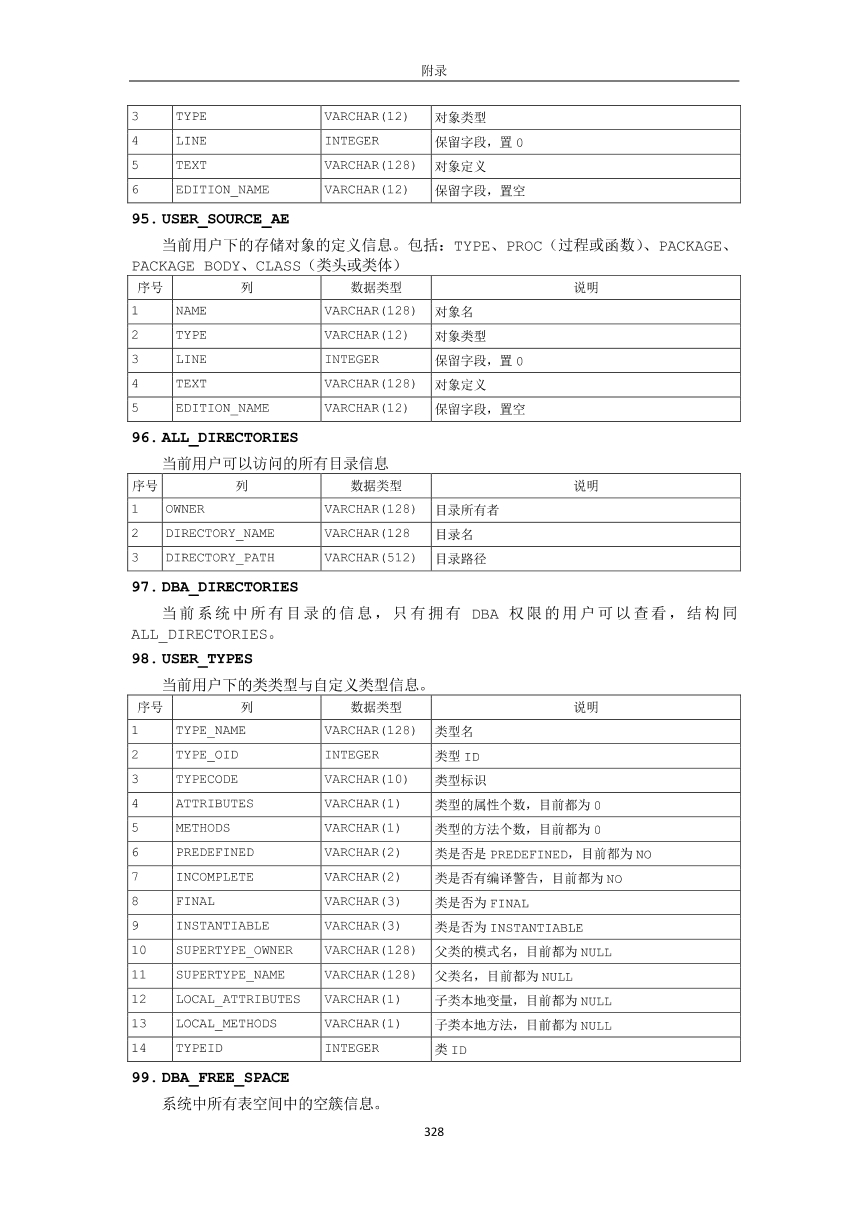 附录
3 TYPE VARCHAR(12) 对象类型
4 LINE INTEGER 保留字段，置 0
5 TEXT VARCHAR(128) 对象定义
6 EDITION_NAME VARCHAR(12) 保留字段，置空
95. USER_SOURCE_AE
当前用户下的存储对象的定义信息。包括：TYPE、PROC（过程或函数）、PACKAGE、
PACKAGE BODY、CLASS（类头或类体）
序号 列 数据类型 说明
1 NAME VARCHAR(128) 对象名
2 TYPE VARCHAR(12) 对象类型
3 LINE INTEGER 保留字段，置 0
4 TEXT VARCHAR(128) 对象定义
5 EDITION_NAME VARCHAR(12) 保留字段，置空
96. ALL_DIRECTORIES
当前用户可以访问的所有目录信息
序号 列 数据类型 说明
1 OWNER VARCHAR(128) 目录所有者
2 DIRECTORY_NAME VARCHAR(128 目录名
3 DIRECTORY_PATH VARCHAR(512) 目录路径
97. DBA_DIRECTORIES
当前系统中所有目录的信息，只有拥有 DBA 权限的用户可以查看，结构同
ALL_DIRECTORIES。
98. USER_TYPES
当前用户下的类类型与自定义类型信息。
序号 列 数据类型 说明
1 TYPE_NAME VARCHAR(128) 类型名
2 TYPE_OID INTEGER 类型 ID
3 TYPECODE VARCHAR(10) 类型标识
4 ATTRIBUTES VARCHAR(1) 类型的属性个数，目前都为 0
5 METHODS VARCHAR(1) 类型的方法个数，目前都为 0
6 PREDEFINED VARCHAR(2) 类是否是 PREDEFINED，目前都为 NO
7 INCOMPLETE VARCHAR(2) 类是否有编译警告，目前都为 NO
8 FINAL VARCHAR(3) 类是否为 FINAL
9 INSTANTIABLE VARCHAR(3) 类是否为 INSTANTIABLE
10 SUPERTYPE_OWNER VARCHAR(128) 父类的模式名，目前都为 NULL
11 SUPERTYPE_NAME VARCHAR(128) 父类名，目前都为 NULL
12 LOCAL_ATTRIBUTES VARCHAR(1) 子类本地变量，目前都为 NULL
13 LOCAL_METHODS VARCHAR(1) 子类本地方法，目前都为 NULL
14 TYPEID INTEGER 类 ID
99. DBA_FREE_SPACE
系统中所有表空间中的空簇信息。
328